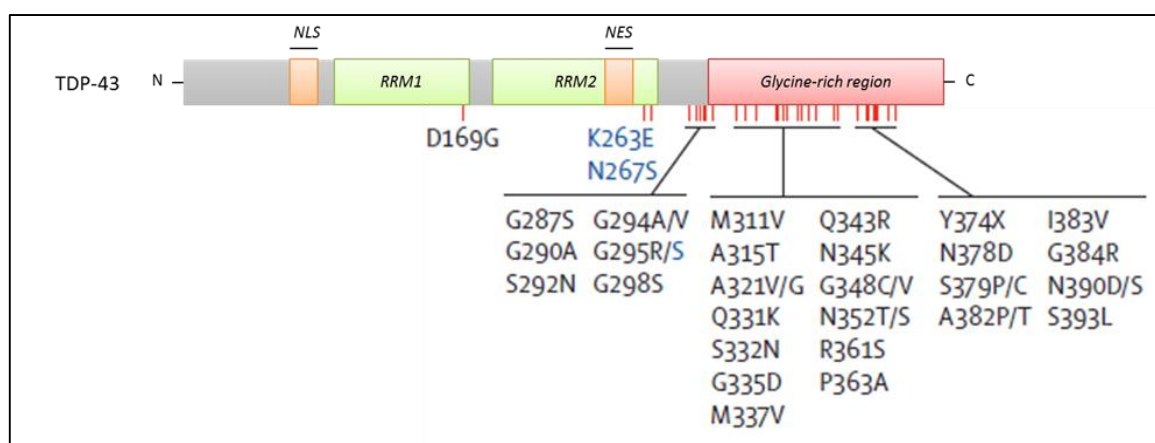 NLS NES
TDP-43 N RRM1 RRM2 Glycine-rich region C
D169G K263E
N267S
G287S G294A/V M311V Q343R Y374X I383V
G290A G295R/S A315T N345K N378D G384R
S292N G298S A321V/G G348C/V S379P/C N390D/S
Q331K N352T/S A382P/T S393L
S332N R361S
G335D P363A
M337V